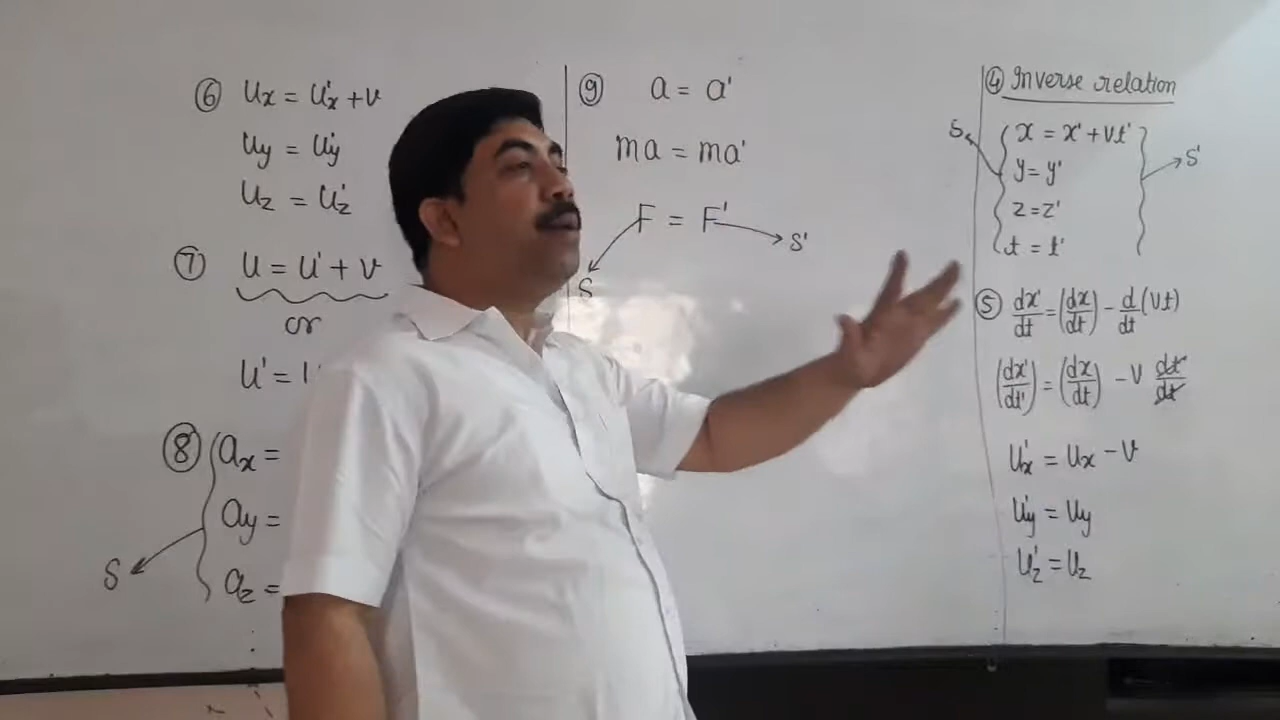 ⑥ Ux = U'x + v
Uy = U'y
Uz = U'z
⑦ U = U' + v
or
U' =
⑧ ax =
ay =
az =
S
⑨ a = a'
ma = ma'
F = F'
S'
S
④ Inverse relation
S
x = x' + vt'
y = y'
z = z'
t = t'
S'
⑤ dx'/dt = (dx/dt) - d/dt (vt)
(dx'/dt') = (dx/dt) - v dt/dt
U'x = Ux - v
U'y = Uy
U'z = Uz